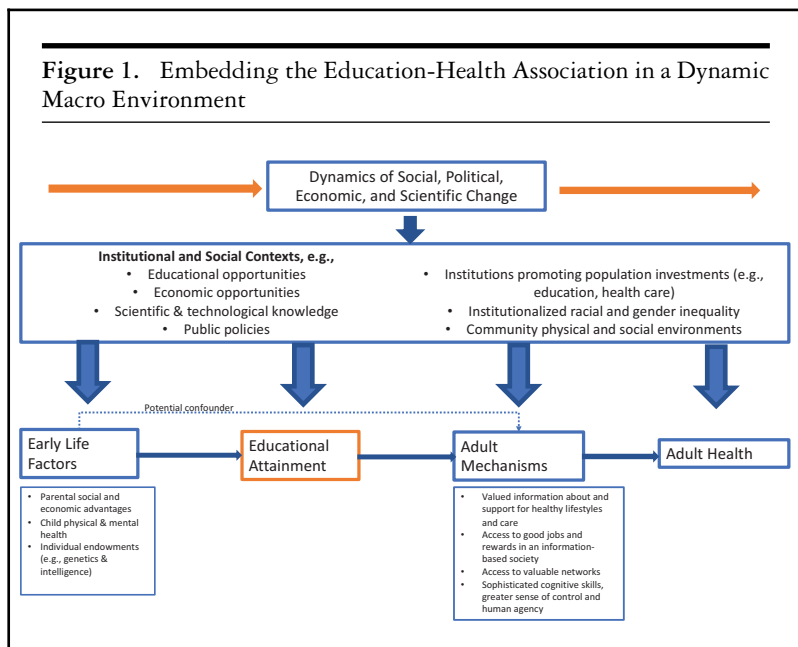 Figure 1. Embedding the Education-Health Association in a Dynamic
Macro Environment
Dynamics of Social, Political,
Economic, and Scientific Change
Institutional and Social Contexts, e.g.,
• Educational opportunities
• Economic opportunities
• Scientific & technological knowledge
• Public policies
• Institutions promoting population investments (e.g.,
education, health care)
• Institutionalized racial and gender inequality
• Community physical and social environments
Potential confounder
Early Life
Factors
Educational
Attainment
Adult
Mechanisms
Adult Health
• Parental social and
economic advantages
• Child physical & mental
health
• Individual endowments
(e.g., genetics &
intelligence)
• Valued information about and
support for healthy lifestyles
and care
• Access to good jobs and
rewards in an information-
based society
• Access to valuable networks
• Sophisticated cognitive skills,
greater sense of control and
human agency